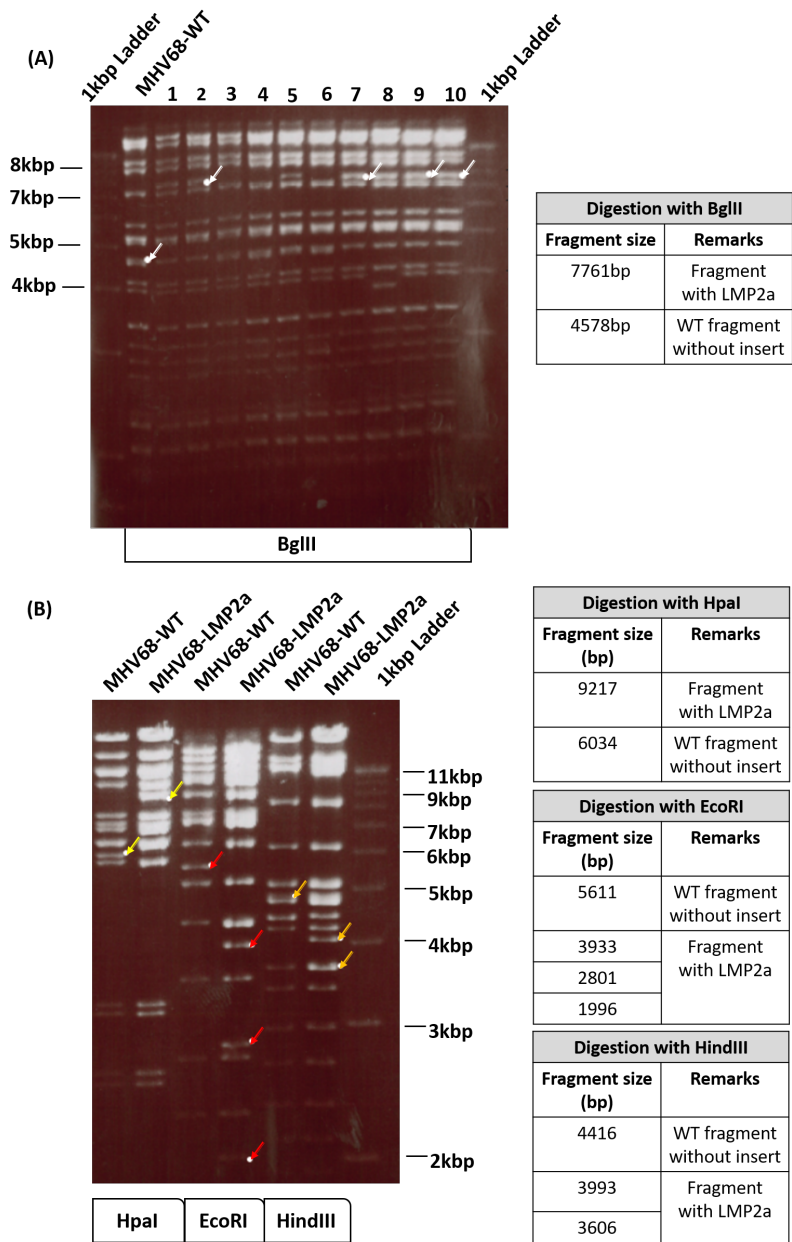 (A)
1kbp Ladder
MHV68-WT
1 2 3 4 5 6 7 8 9 10
1kbp Ladder
8kbp
7kbp
5kbp
4kbp
BglII
Digestion with BglII
Fragment size Remarks
7761bp Fragment
with LMP2a
4578bp WT fragment
without insert
(B)
MHV68-WT
MHV68-LMP2a
MHV68-WT
MHV68-LMP2a
MHV68-WT
MHV68-LMP2a
1kbp Ladder
11kbp
9kbp
7kbp
6kbp
5kbp
4kbp
3kbp
2kbp
HpaI EcoRI HindIII
Digestion with HpaI
Fragment size Remarks
(bp)
9217 Fragment
with LMP2a
6034 WT fragment
without insert
Digestion with EcoRI
Fragment size Remarks
(bp)
5611 WT fragment
without insert
3933 Fragment
2801 with LMP2a
1996
Digestion with HindIII
Fragment size Remarks
(bp)
4416 WT fragment
without insert
3993 Fragment
3606 with LMP2a